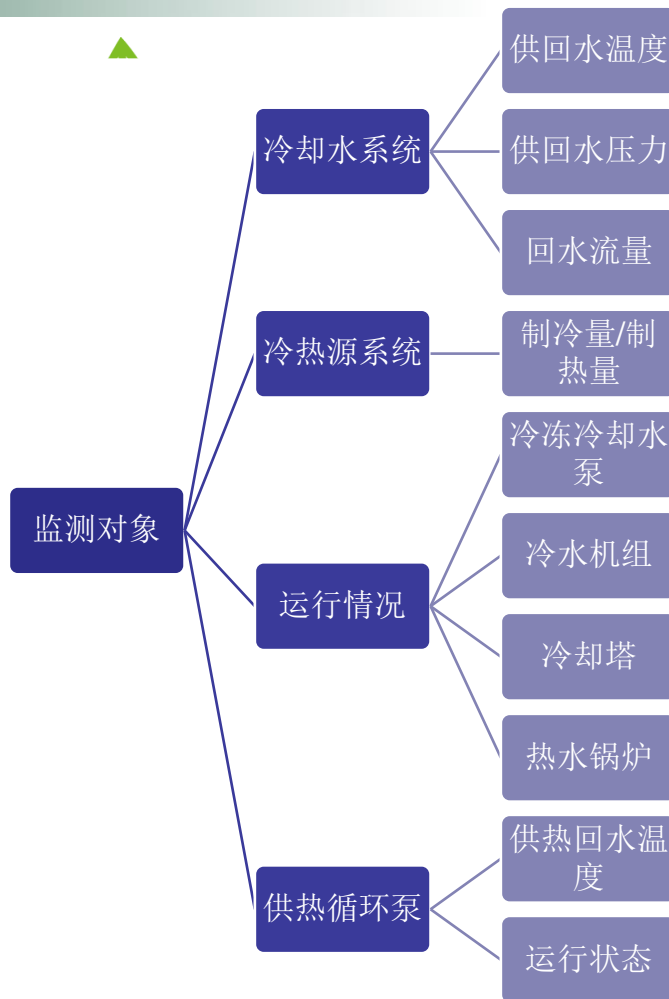 监测对象
冷却水系统
供回水温度
供回水压力
回水流量
冷热源系统
制冷量/制
热量
运行情况
冷冻冷却水
泵
冷水机组
冷却塔
热水锅炉
供热循环泵
供热回水温
度
运行状态